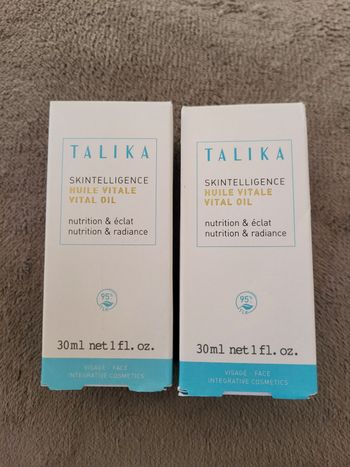 TALIKA
SKINTELLIGENCE
HUILE VITALE
VITAL OIL
nutrition & éclat
nutrition & radiance
95%
30ml net 1 fl. oz.
VISAGE - FACE
INTEGRATIVE COSMETICS
TALIKA
SKINTELLIGENCE
HUILE VITALE
VITAL OIL
nutrition & éclat
nutrition & radiance
95%
30ml net 1 fl. oz.
VISAGE - FACE
INTEGRATIVE COSMETICS